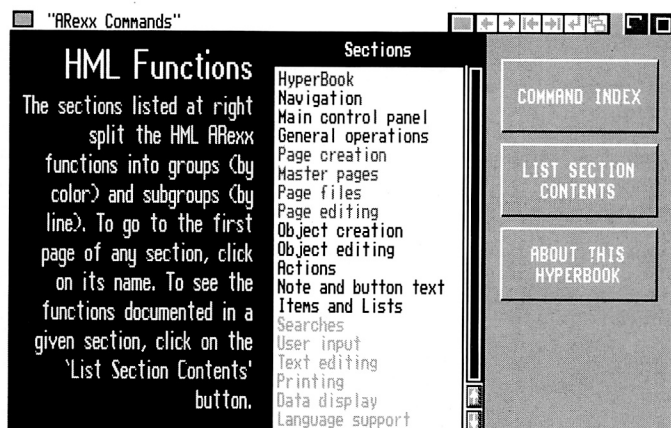 "ARexx Commands"
HML Functions
The sections listed at right
split the HML ARexx
functions into groups (by
color) and subgroups (by
line). To go to the first
page of any section, click
on its name. To see the
functions documented in a
given section, click on the
`List Section Contents'
button.
Sections
HyperBook
Navigation
Main control panel
General operations
Page creation
Master pages
Page files
Page editing
Object creation
Object editing
Actions
Note and button text
Items and Lists
Searches
User input
Text editing
Printing
Data display
Language support
COMMAND INDEX
LIST SECTION
CONTENTS
ABOUT THIS
HYPERBOOK